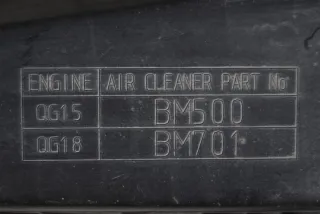 ENGINE AIR CLEANER PART No
QG15 BM500
QG18 BM701